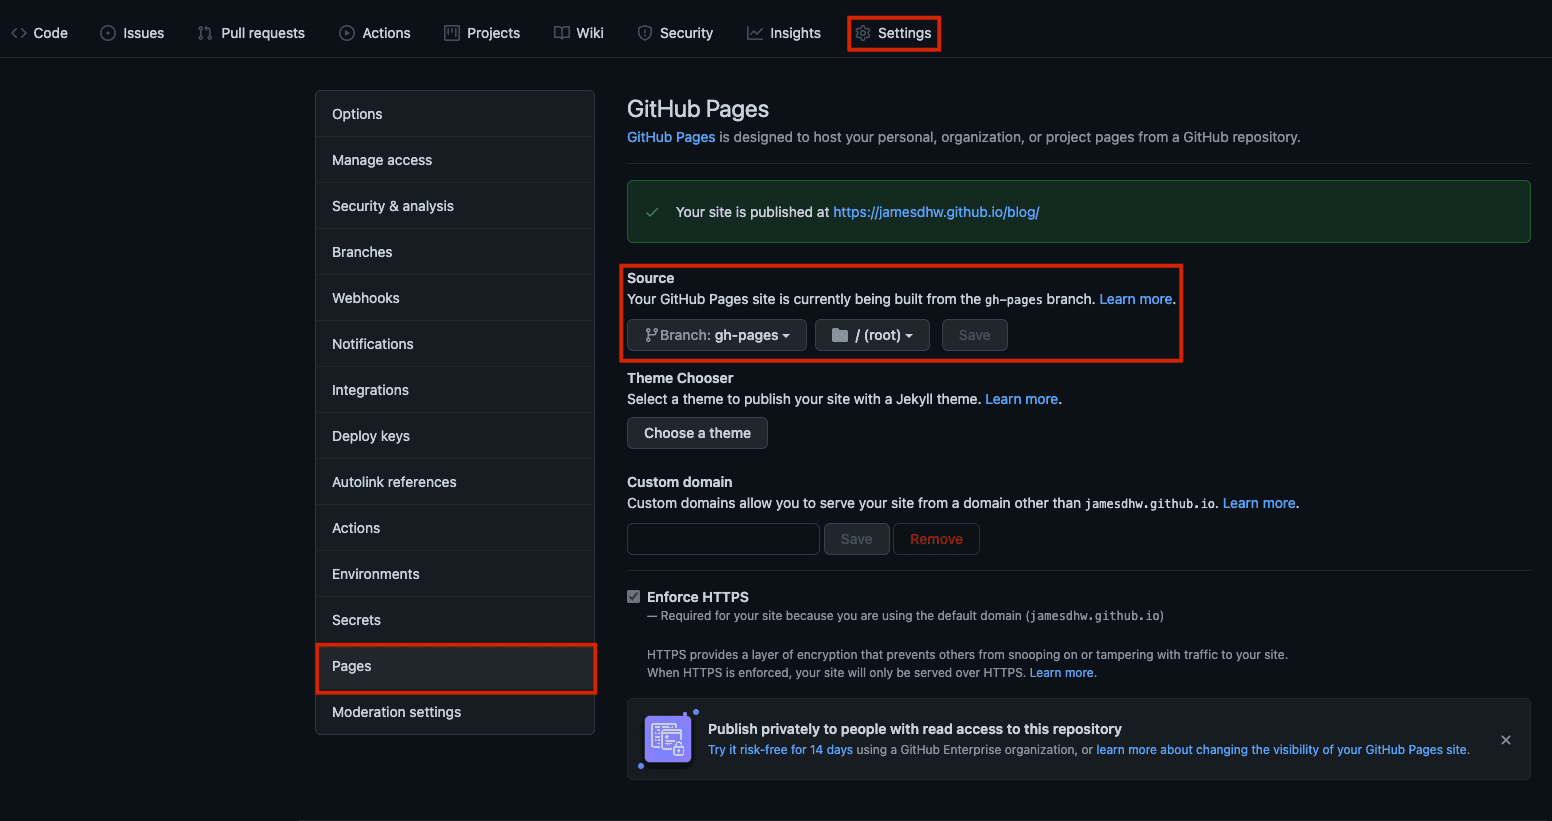 Code Issues Pull requests Actions Projects Wiki Security Insights Settings
Options
Manage access
Security & analysis
Branches
Webhooks
Notifications
Integrations
Deploy keys
Autolink references
Actions
Environments
Secrets
Pages
Moderation settings
GitHub Pages
GitHub Pages is designed to host your personal, organization, or project pages from a GitHub repository.
Your site is published at https://jamesdhw.github.io/blog/
Source
Your GitHub Pages site is currently being built from the gh-pages branch. Learn more.
Branch: gh-pages / (root) Save
Theme Chooser
Select a theme to publish your site with a Jekyll theme. Learn more.
Choose a theme
Custom domain
Custom domains allow you to serve your site from a domain other than jamesdhw.github.io. Learn more.
Save Remove
Enforce HTTPS
— Required for your site because you are using the default domain (jamesdhw.github.io)
HTTPS provides a layer of encryption that prevents others from snooping on or tampering with traffic to your site.
When HTTPS is enforced, your site will only be served over HTTPS. Learn more.
Publish privately to people with read access to this repository
Try it risk-free for 14 days using a GitHub Enterprise organization, or learn more about changing the visibility of your GitHub Pages site.